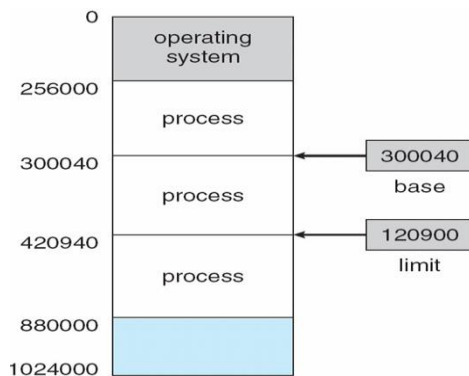 0
operating
system
256000
process
300040
300040
base
process
420940
120900
limit
process
880000
1024000